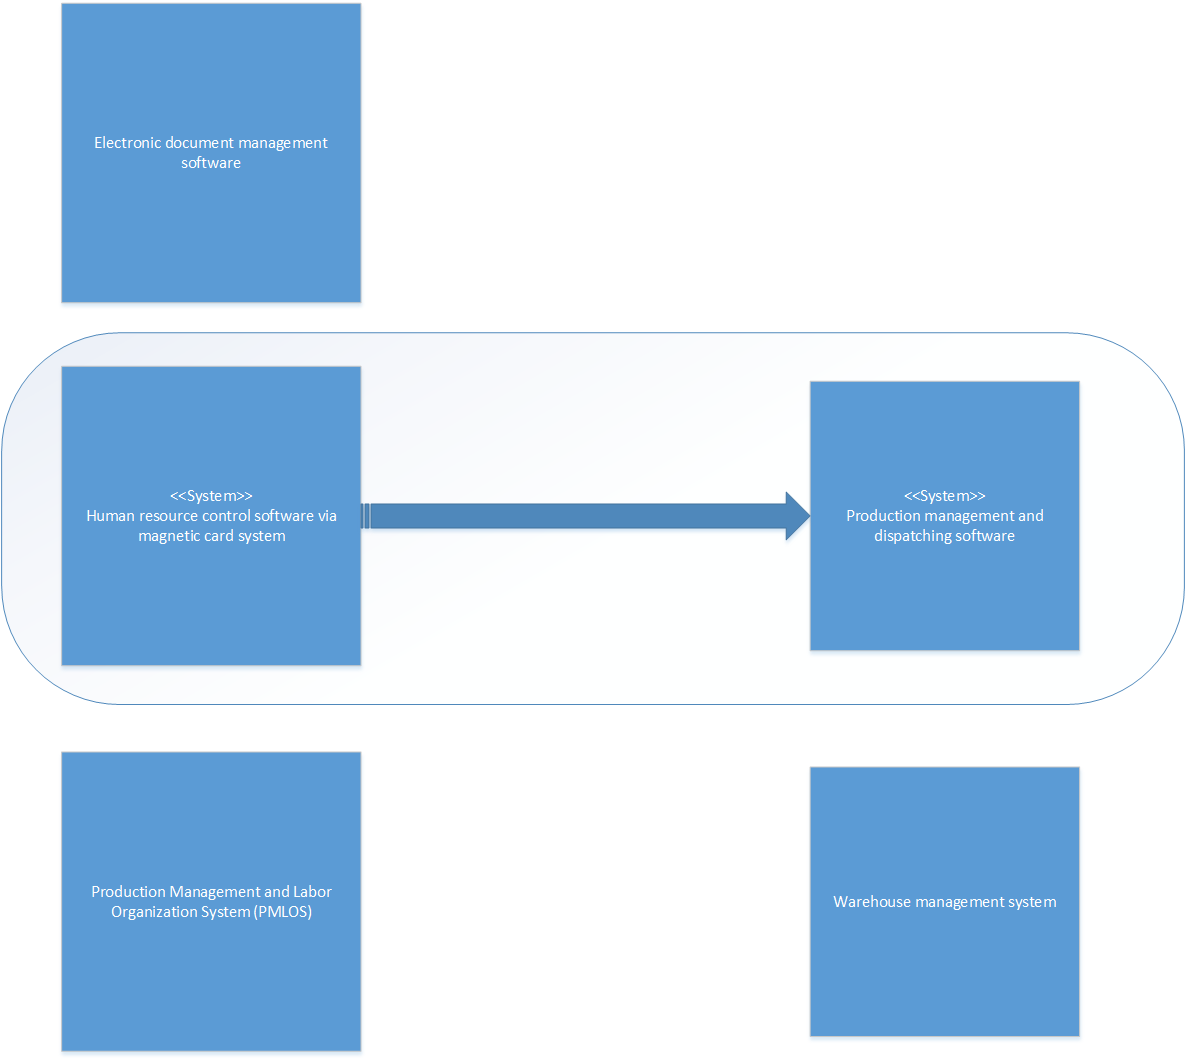 Electronic document management
software
<<System>>
Human resource control software via
magnetic card system
<<System>>
Production management and
dispatching software
Production Management and Labor
Organization System (PMLOS)
Warehouse management system